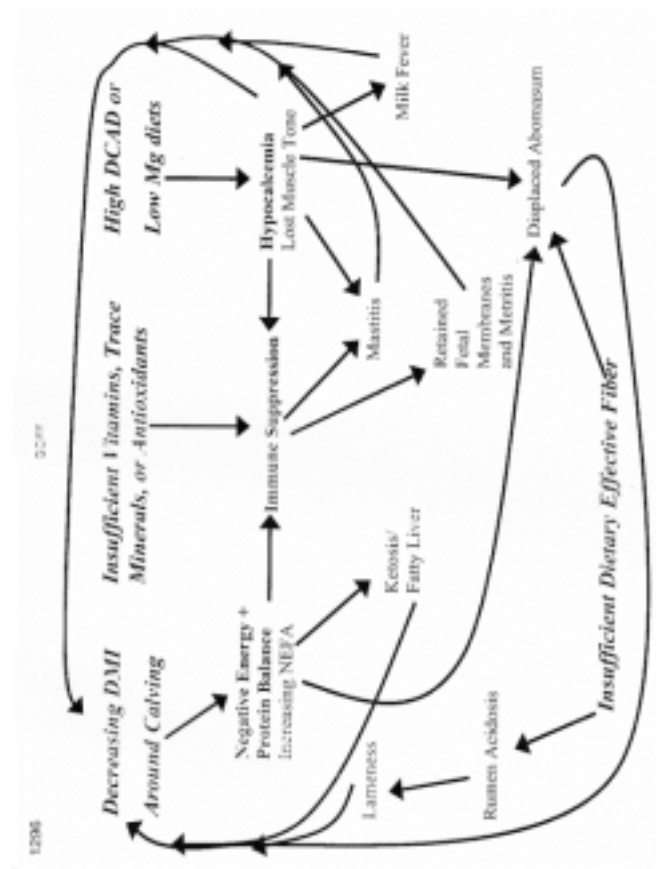 1296
GOFF
Decreasing DMI
Around Calving
Insufficient Vitamins, Trace
Minerals, or Antioxidants
High DCAD or
Low Mg diets
Negative Energy +
Protein Balance
Increasing NEFA
Immune Suppression
Hypocalcemia
Lost Muscle Tone
Milk Fever
Mastitis
Ketosis/
Fatty Liver
Retained
Fetal
Membranes
and Metritis
Lameness
Displaced Abomasum
Rumen Acidosis
Insufficient Dietary Effective Fiber